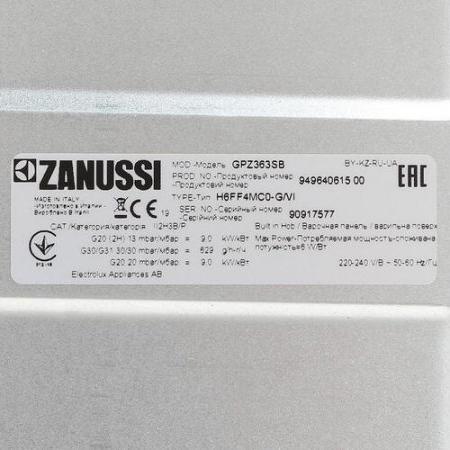 ZANUSSI
MOD.-Модель GPZ363SB BY-KZ-RU-UA
PROD. NO.-Продуктовый номер
-Продуктовий номер 949640615 00
TYPE-Тип H6FF4MC0-G/VI
SER. NO.-Серийный номер
-Серійний номер 90917577
EAC
MADE IN ITALY
-Изготовлено в Италии-
Вироблено В Італії
CE 19
CAT./Категория/категорія II2H3B/P
G20 (2H) 13 mbar/мбар = 9.0 kW/кВт
G30/G31 30/30 mbar/мбар = 629 g/h-г/ч
G20 20 mbar/мбар = 9.0 kW/кВт
Electrolux Appliances AB
Built in Hob / Варочная панель / варильна поверхн
Max Power-Потребляемая мощность-споживана
потужність=6 W/Вт
220-240 V/В ~ 50-60 Hz/Гц